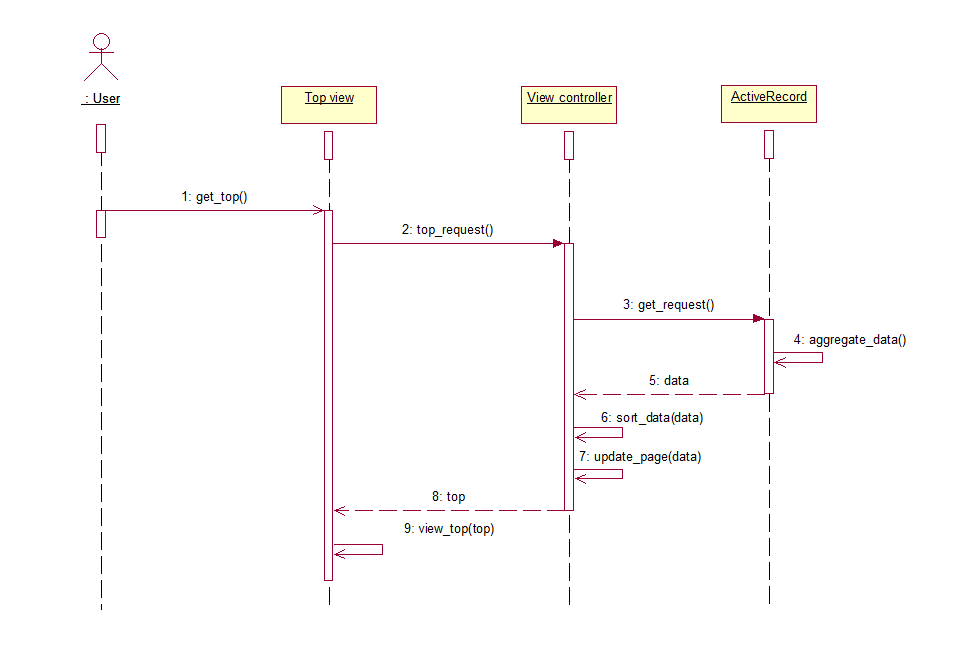 : User
Top view
View controller
ActiveRecord
1: get_top()
2: top_request()
3: get_request()
4: aggregate_data()
5: data
6: sort_data(data)
7: update_page(data)
8: top
9: view_top(top)